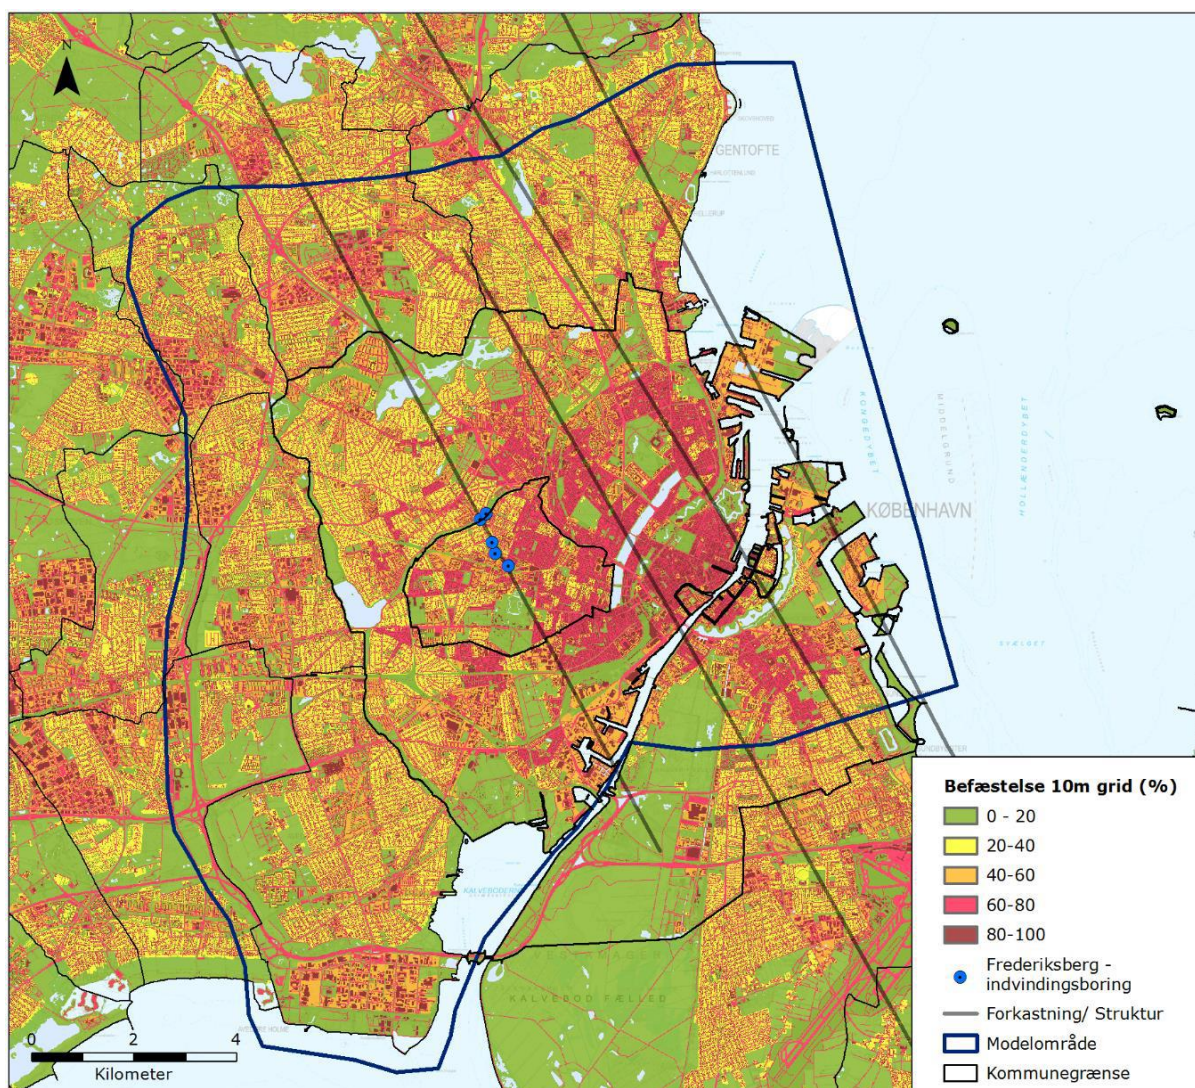 N
GENTOFTE
KONGEDYBET
MIDDELGRUND
HOLLÆNDERDYBET
KØBENHAVN
KALVEBOD FÆLLED
0 2 4
Kilometer
Befæstelse 10m grid (%)
0 - 20
20-40
40-60
60-80
80-100
Frederiksberg -
indvindingsboring
Forkastning/ Struktur
Modelområde
Kommunegrænse